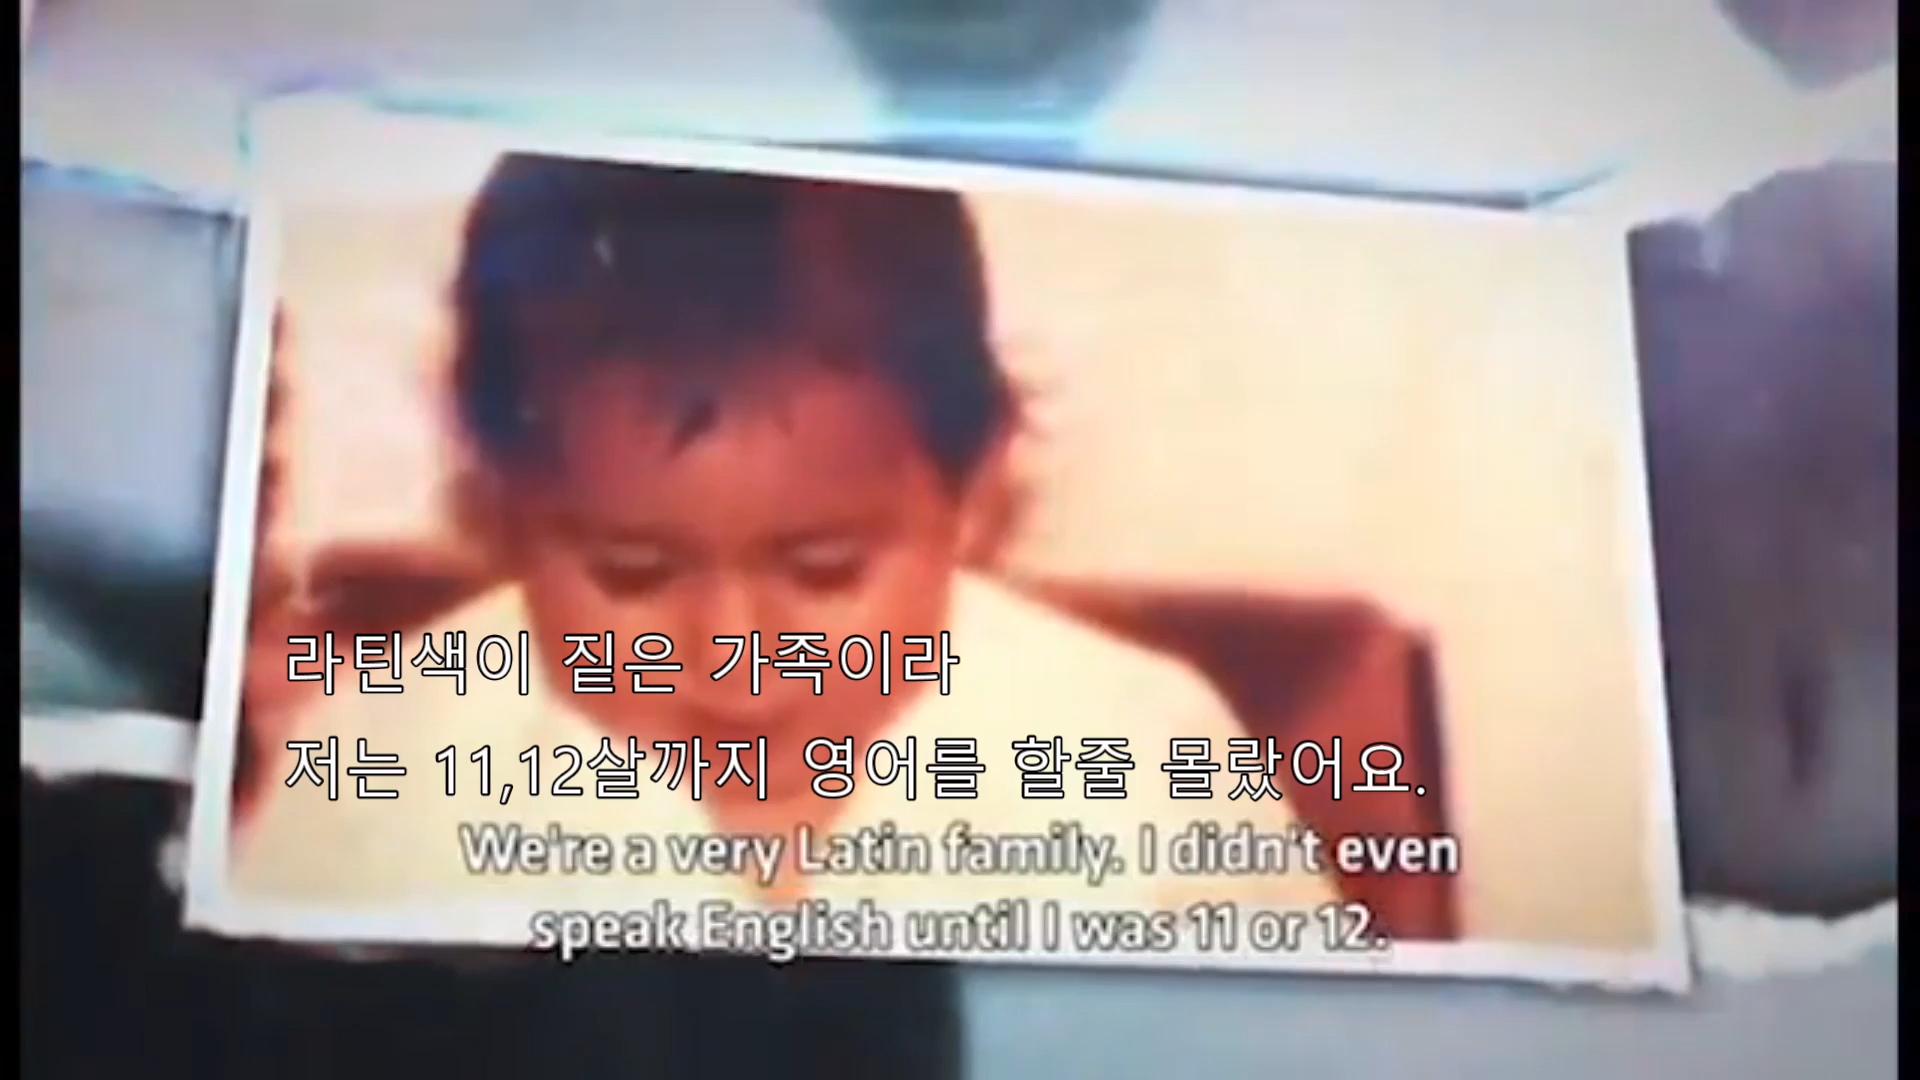 라틴색이 짙은 가족이라
저는 11,12살까지 영어를 할줄 몰랐어요.
We're a very Latin family. I didn't even
speak English until I was 11 or 12.